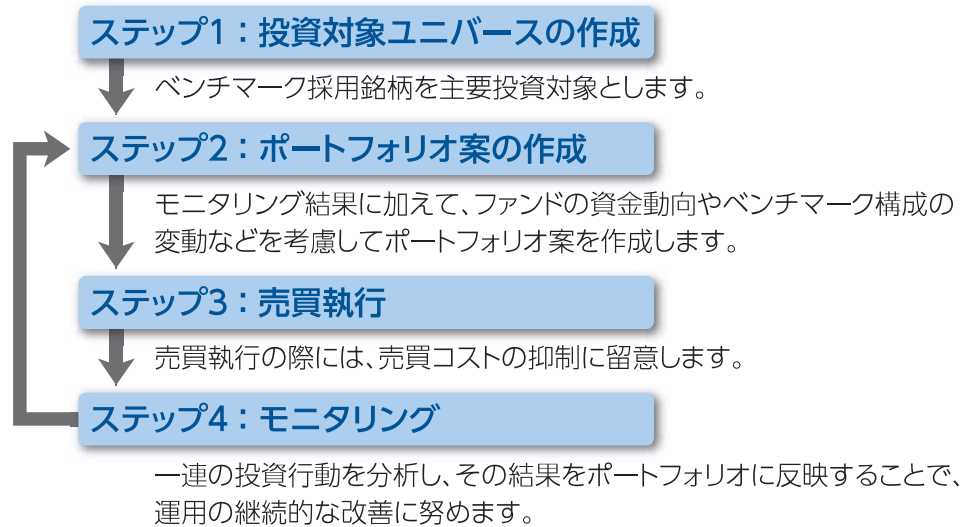 ステップ1：投資対象ユニバースの作成
ベンチマーク採用銘柄を主要投資対象とします。
ステップ2：ポートフォリオ案の作成
モニタリング結果に加えて、ファンドの資金動向やベンチマーク構成の
変動などを考慮してポートフォリオ案を作成します。
ステップ3：売買執行
売買執行の際には、売買コストの抑制に留意します。
ステップ4：モニタリング
一連の投資行動を分析し、その結果をポートフォリオに反映することで、
運用の継続的な改善に努めます。